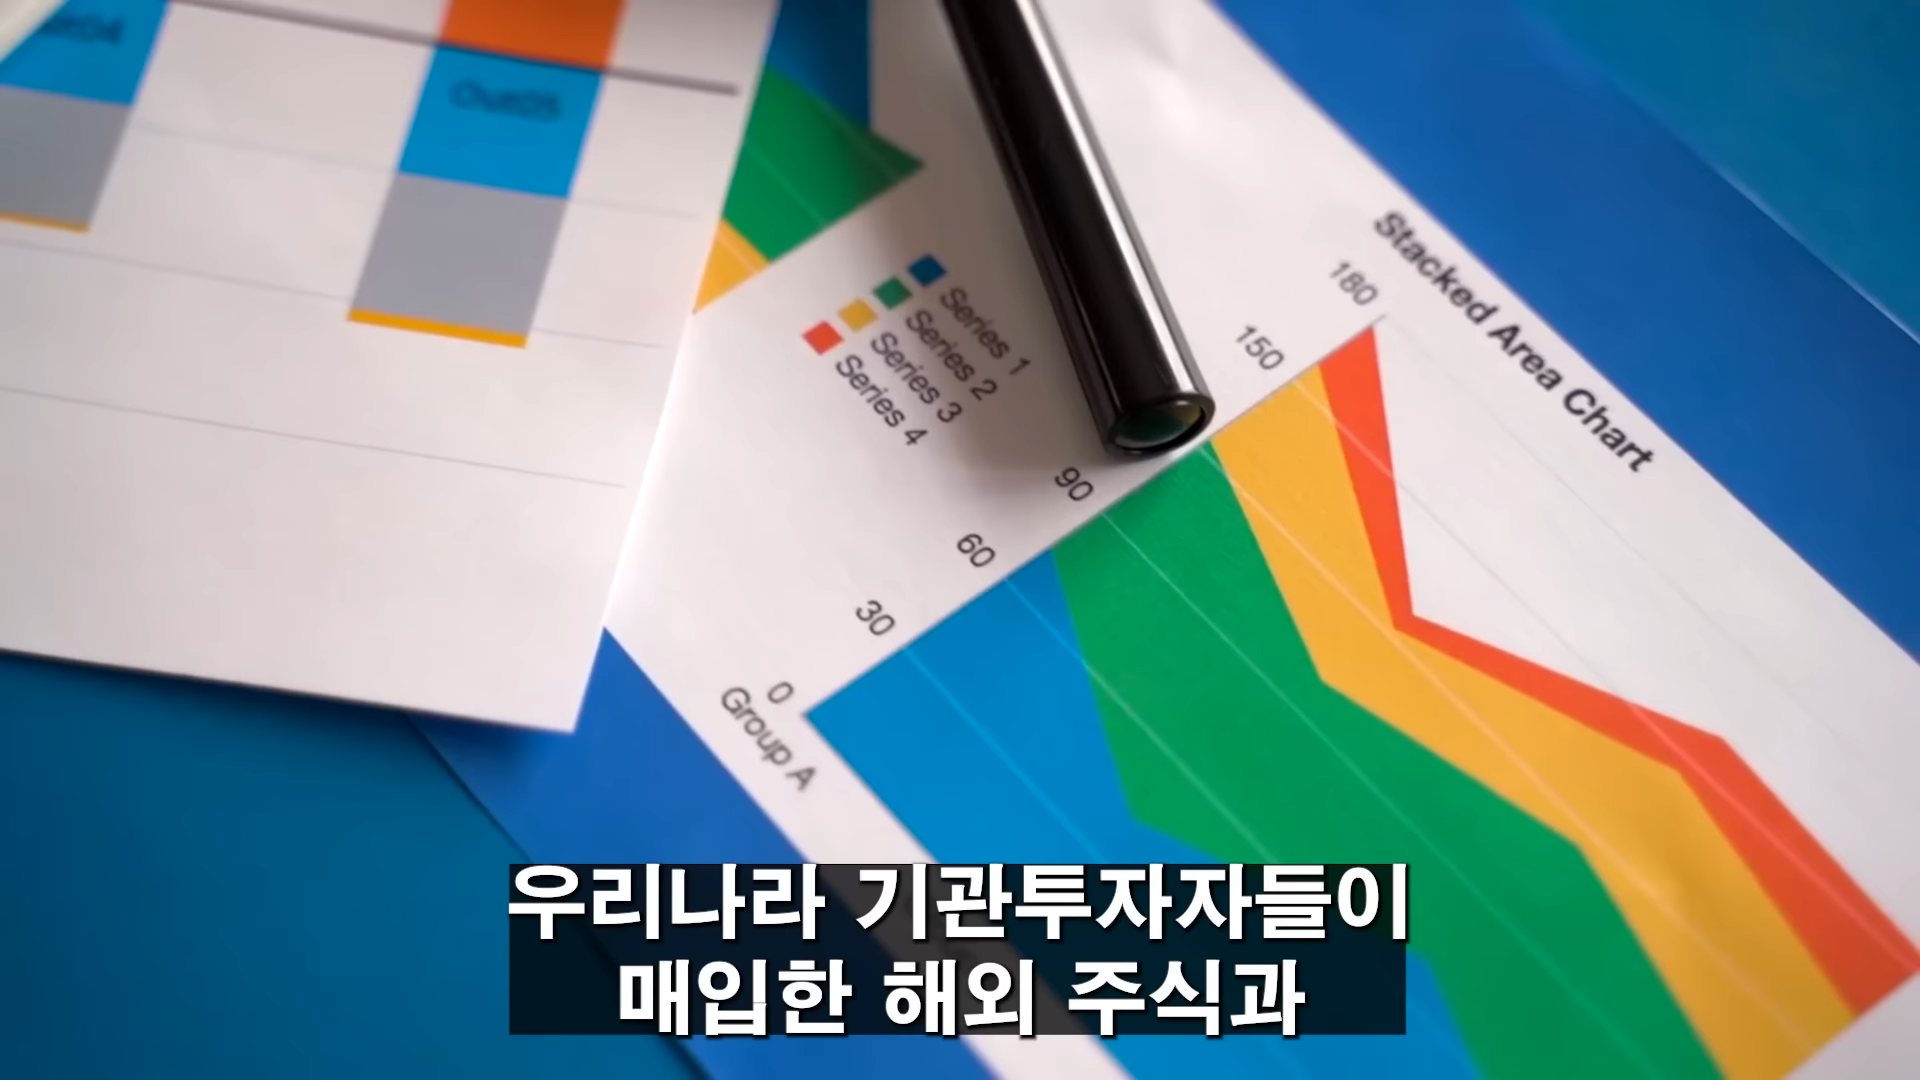 Chat05
Series 1
Series 2
Series 3
Series 4
Stacked Area Chart
180
150
90
60
30
0
Group A
우리나라 기관투자자들이
매입한 해외 주식과